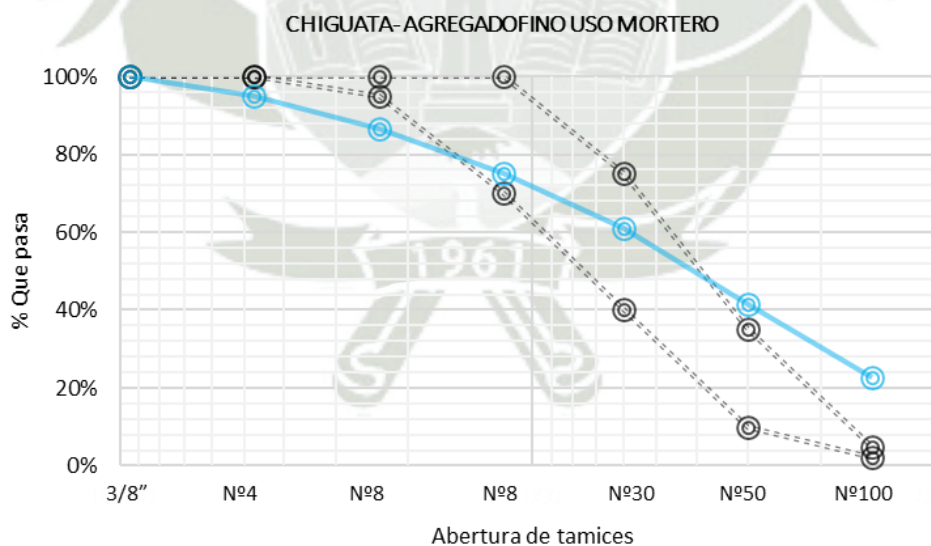 CHIGUATA- AGREGADOFINO USO MORTERO
100%
80%
60%
40%
20%
0%
% Que pasa
1961
3/8” Nº4 Nº8 Nº8 Nº30 Nº50 Nº100
Abertura de tamices